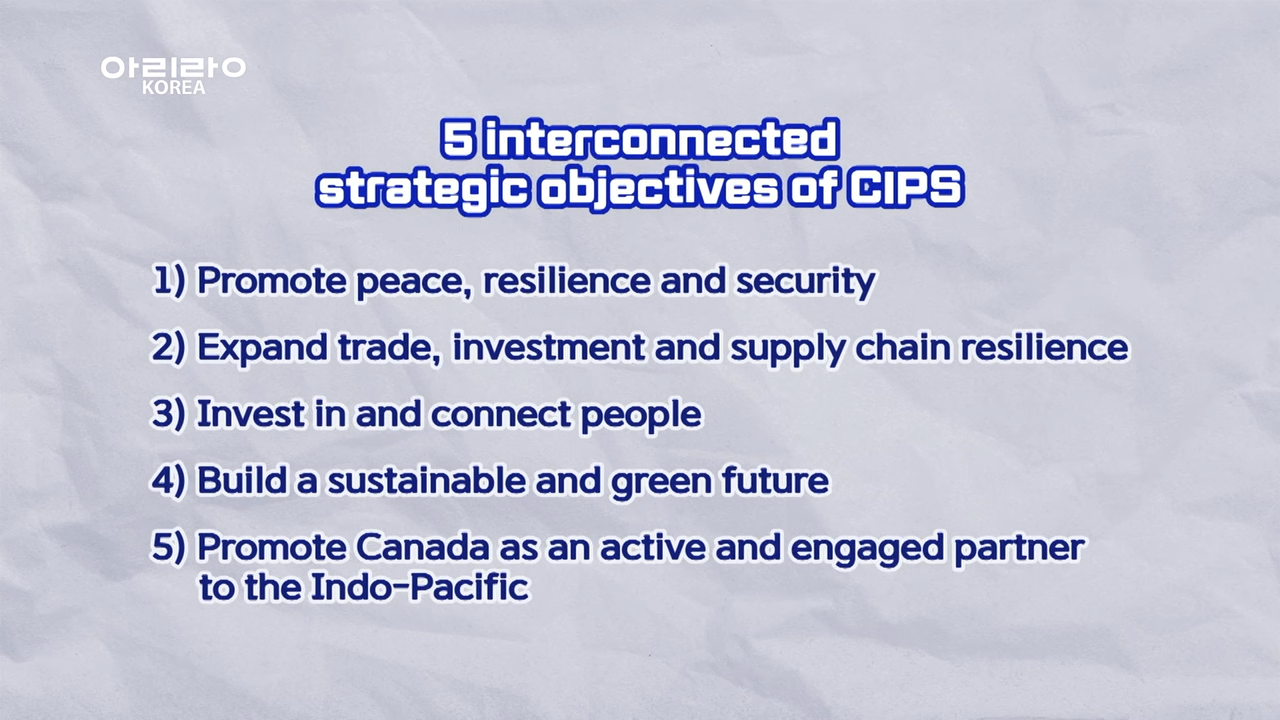 아리랑
KOREA
5 interconnected
strategic objectives of CIPS
1) Promote peace, resilience and security
2) Expand trade, investment and supply chain resilience
3) Invest in and connect people
4) Build a sustainable and green future
5) Promote Canada as an active and engaged partner
to the Indo-Pacific